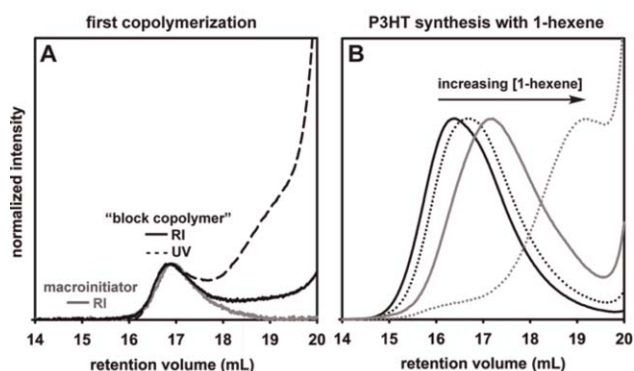 first copolymerization
P3HT synthesis with 1-hexene
normalized intensity
A
"block copolymer"
RI
UV
macroinitiator
RI
14 15 16 17 18 19 20
retention volume (mL)
B
increasing [1-hexene]
14 15 16 17 18 19 20
retention volume (mL)